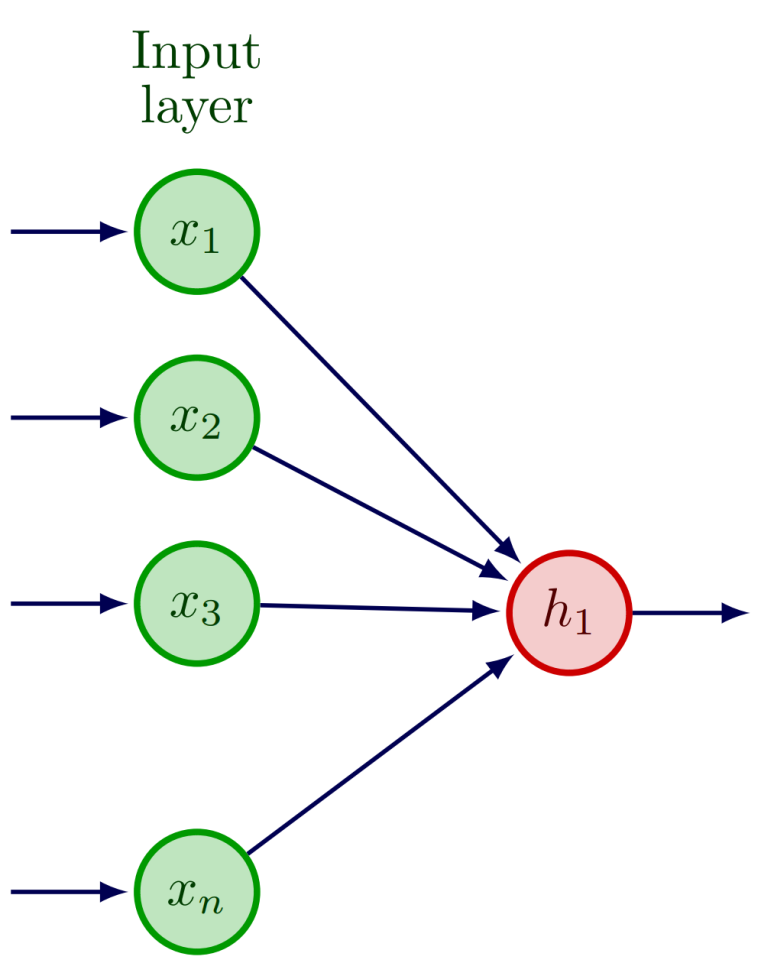 Input
layer
x₁
x₂
x₃
h₁
xₙ